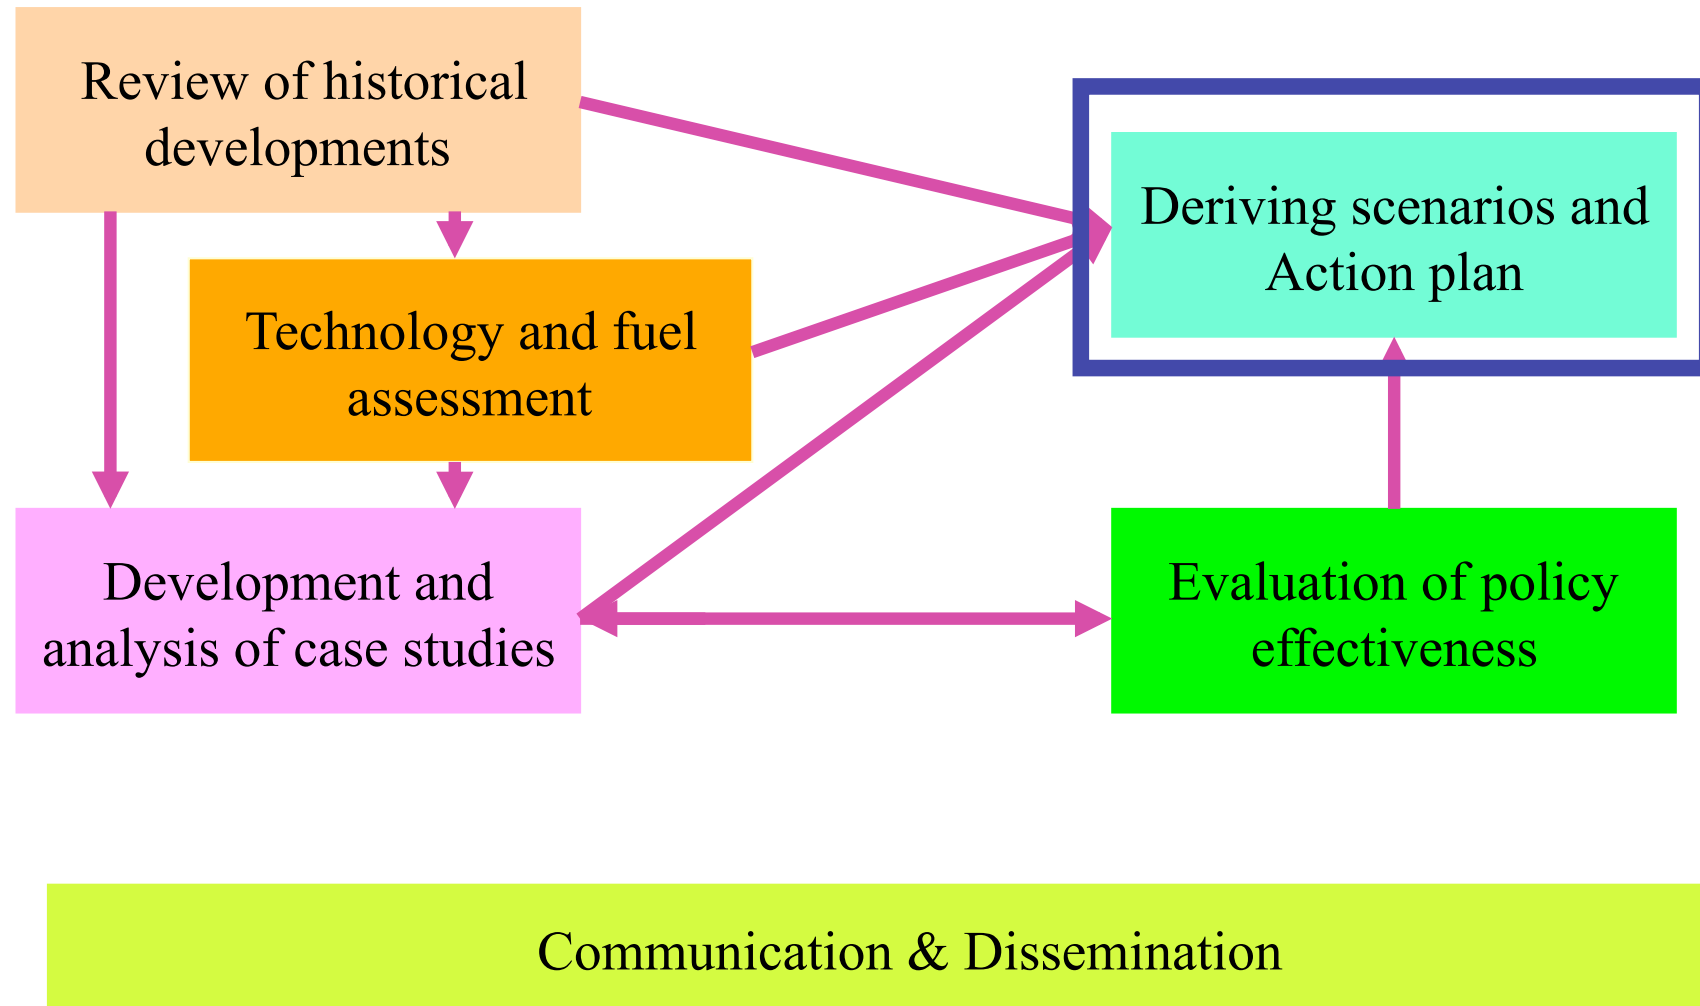 Review of historical
developments
Technology and fuel
assessment
Development and
analysis of case studies
Deriving scenarios and
Action plan
Evaluation of policy
effectiveness
Communication & Dissemination